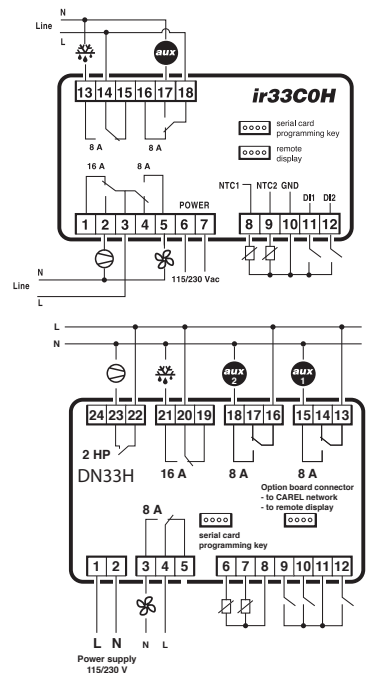 N
Line
L
aux
13 14 15 16 17 18
ir33C0H
serial card
programming key
8 A
8 A
remote
display
16 A
8 A
NTC1
NTC2 GND
DI1
DI2
POWER
1 2 3 4 5 6 7
8 9 10 11 12
N
115/230 Vac
Line
L
L
N
aux
2
aux
1
24 23 22
21 20 19
18 17 16
15 14 13
2 HP
16 A
8 A
8 A
DN33H
Option board connector
- to CAREL network
- to remote display
8 A
serial card
programming key
1 2
3 4 5
6 7 8
9 10 11 12
L N
N L
Power supply
115/230 V